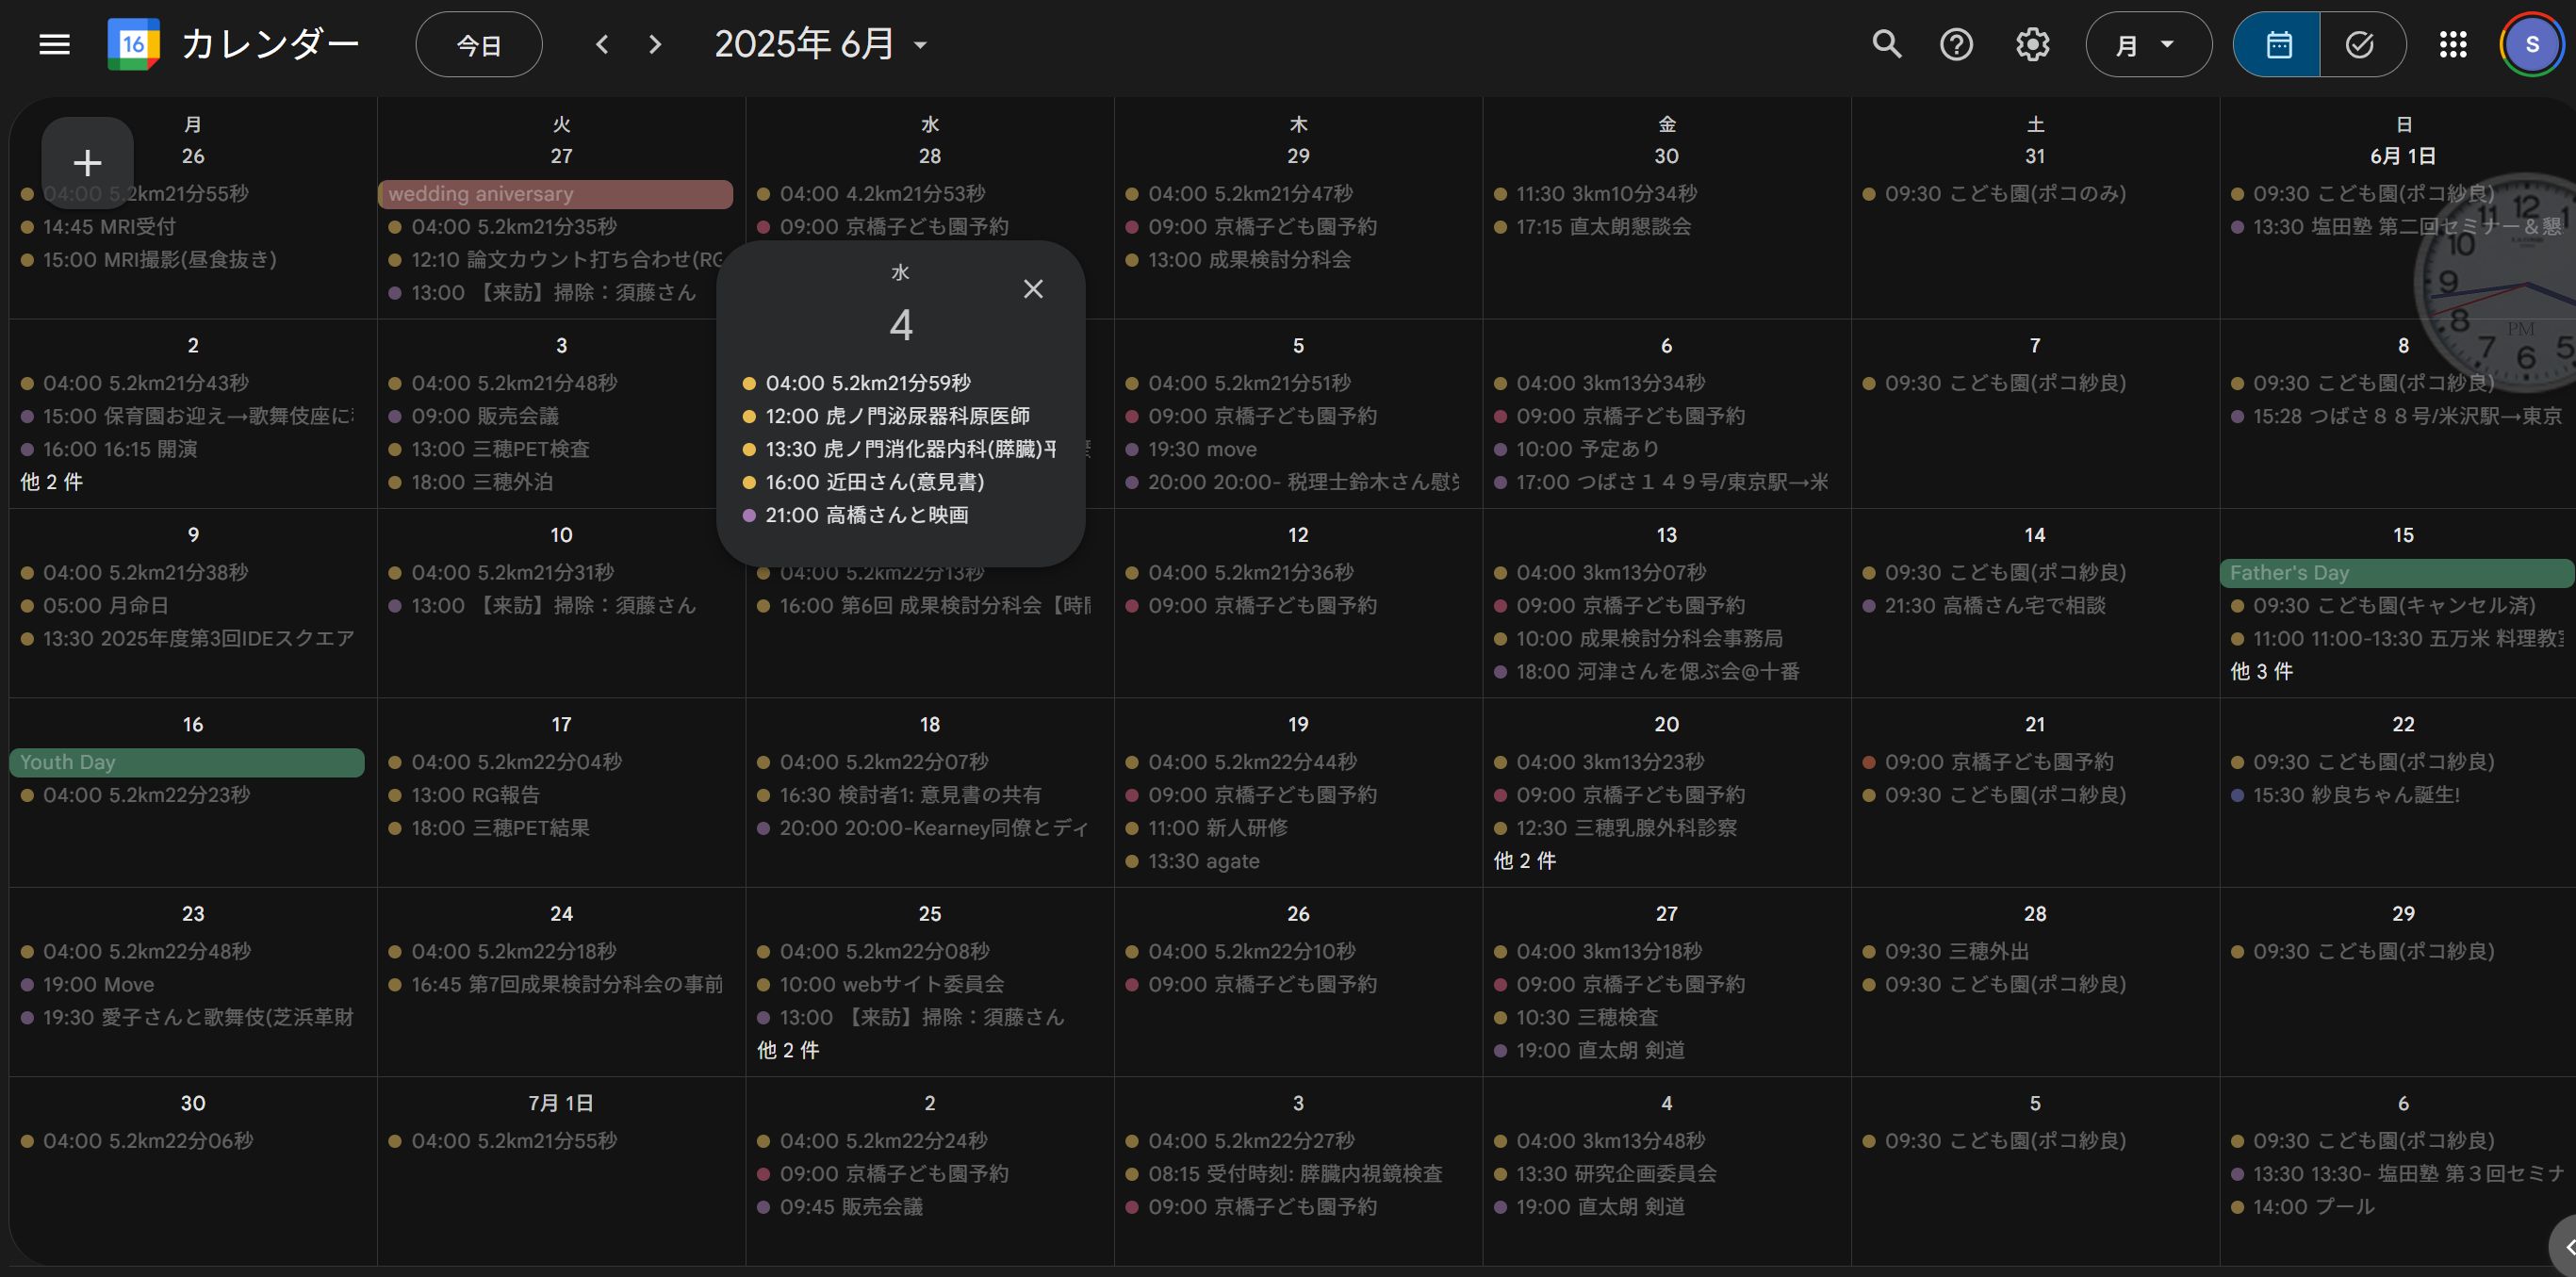 16 カレンダー 今日 2025年 6月 月 S
月 火 水 木 金 土 日
26
04:00 5.2km21分55秒
14:45 MRI受付
15:00 MRI撮影(昼食抜き)
27
wedding aniversary
04:00 5.2km21分35秒
12:10 論文カウント打ち合わせ(RG
13:00 【来訪】掃除：須藤さん
28
04:00 4.2km21分53秒
09:00 京橋子ども園予約
29
04:00 5.2km21分47秒
09:00 京橋子ども園予約
13:00 成果検討分科会
30
11:30 3km10分34秒
17:15 直太朗懇談会
31
09:30 こども園(ポコのみ)
6月 1日
09:30 こども園(ポコ紗良)
13:30 塩田塾 第二回セミナー＆懇
12
1
11
10
9
8
7
6
5
PM
2
04:00 5.2km21分43秒
15:00 保育園お迎え→歌舞伎座に
16:00 16:15 開演
他 2 件
3
04:00 5.2km21分48秒
09:00 販売会議
13:00 三穂PET検査
18:00 三穂外泊
水
4
04:00 5.2km21分59秒
12:00 虎ノ門泌尿器科原医師
13:30 虎ノ門消化器内科(膵臓)
16:00 近田さん(意見書)
21:00 高橋さんと映画
5
04:00 5.2km21分51秒
09:00 京橋子ども園予約
19:30 move
20:00 20:00- 税理士鈴木さん慰
6
04:00 3km13分34秒
09:00 京橋子ども園予約
10:00 予定あり
17:00 つばさ１４９号/東京駅→米
7
09:30 こども園(ポコ紗良)
8
09:30 こども園(ポコ紗良)
15:28 つばさ８８号/米沢駅→東京
9
04:00 5.2km21分38秒
05:00 月命日
13:30 2025年度第3回IDEスクエア
10
04:00 5.2km21分31秒
13:00 【来訪】掃除：須藤さん
04:00 5.2km22分13秒
16:00 第6回 成果検討分科会【時間
12
04:00 5.2km21分36秒
09:00 京橋子ども園予約
13
04:00 3km13分07秒
09:00 京橋子ども園予約
10:00 成果検討分科会事務局
18:00 河津さんを偲ぶ会@十番
14
09:30 こども園(ポコ紗良)
21:30 高橋さん宅で相談
15
Father's Day
09:30 こども園(キャンセル済)
11:00 11:00-13:30 五万米 料理教室
他 3 件
16
Youth Day
04:00 5.2km22分23秒
17
04:00 5.2km22分04秒
13:00 RG報告
18:00 三穂PET結果
18
04:00 5.2km22分07秒
16:30 検討者1: 意見書の共有
20:00 20:00-Kearney同僚とディ
19
04:00 5.2km22分44秒
09:00 京橋子ども園予約
11:00 新人研修
13:30 agate
20
04:00 3km13分23秒
09:00 京橋子ども園予約
12:30 三穂乳腺外科診察
他 2 件
21
09:00 京橋子ども園予約
09:30 こども園(ポコ紗良)
22
09:30 こども園(ポコ紗良)
15:30 紗良ちゃん誕生!
23
04:00 5.2km22分48秒
19:00 Move
19:30 愛子さんと歌舞伎(芝浜革財
24
04:00 5.2km22分18秒
16:45 第7回成果検討分科会の事前
25
04:00 5.2km22分08秒
10:00 webサイト委員会
13:00 【来訪】掃除：須藤さん
他 2 件
26
04:00 5.2km22分10秒
09:00 京橋子ども園予約
27
04:00 3km13分18秒
09:00 京橋子ども園予約
10:30 三穂検査
19:00 直太朗 剣道
28
09:30 三穂外出
09:30 こども園(ポコ紗良)
29
09:30 こども園(ポコ紗良)
30
04:00 5.2km22分06秒
7月 1日
04:00 5.2km21分55秒
2
04:00 5.2km22分24秒
09:00 京橋子ども園予約
09:45 販売会議
3
04:00 5.2km22分27秒
08:15 受付時刻: 膵臓内視鏡検査
09:00 京橋子ども園予約
4
04:00 3km13分48秒
13:30 研究企画委員会
19:00 直太朗 剣道
5
09:30 こども園(ポコ紗良)
6
09:30 こども園(ポコ紗良)
13:30 13:30- 塩田塾 第３回セミナ
14:00 プール